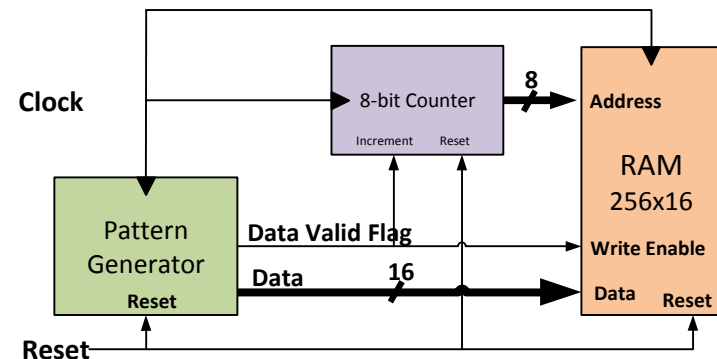 Clock
8-bit Counter
Increment
Reset
8
Address
RAM
256x16
Write Enable
Data
Reset
Pattern
Generator
Reset
Data Valid Flag
Data
16
Reset